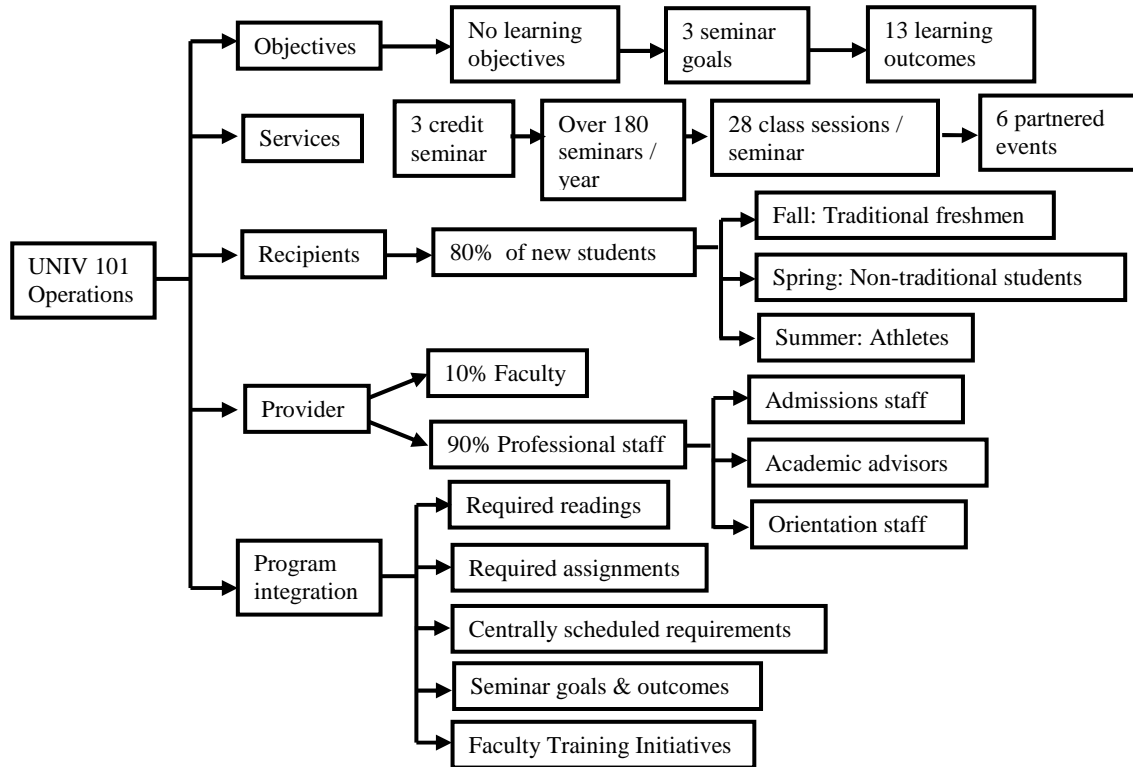 Objectives
No learning
objectives
3 seminar
goals
13 learning
outcomes
Services
3 credit
seminar
Over 180
seminars /
year
28 class sessions /
seminar
6 partnered
events
UNIV 101
Operations
Recipients
80% of new students
Fall: Traditional freshmen
Spring: Non-traditional students
Summer: Athletes
Provider
10% Faculty
90% Professional staff
Admissions staff
Academic advisors
Orientation staff
Program
integration
Required readings
Required assignments
Centrally scheduled requirements
Seminar goals & outcomes
Faculty Training Initiatives